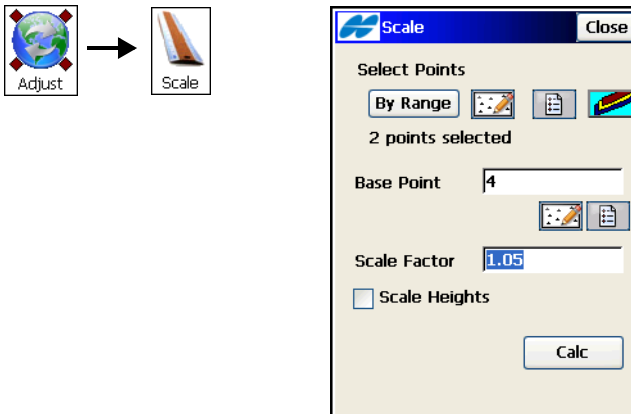 Adjust
Scale
Scale Close
Select Points
By Range
2 points selected
Base Point 4
Scale Factor 1.05
Scale Heights
Calc